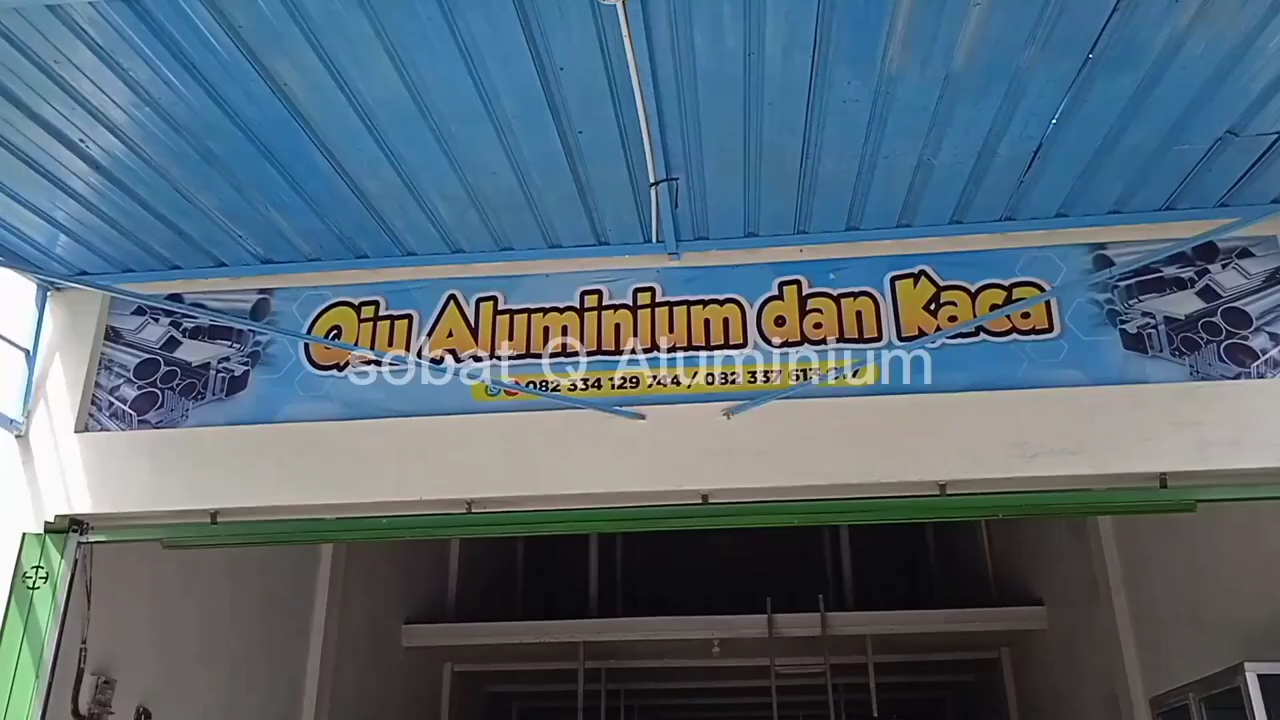 Qiu Aluminium dan Kaca
sobat Q Aluminium
082 334 129 744 / 082 337